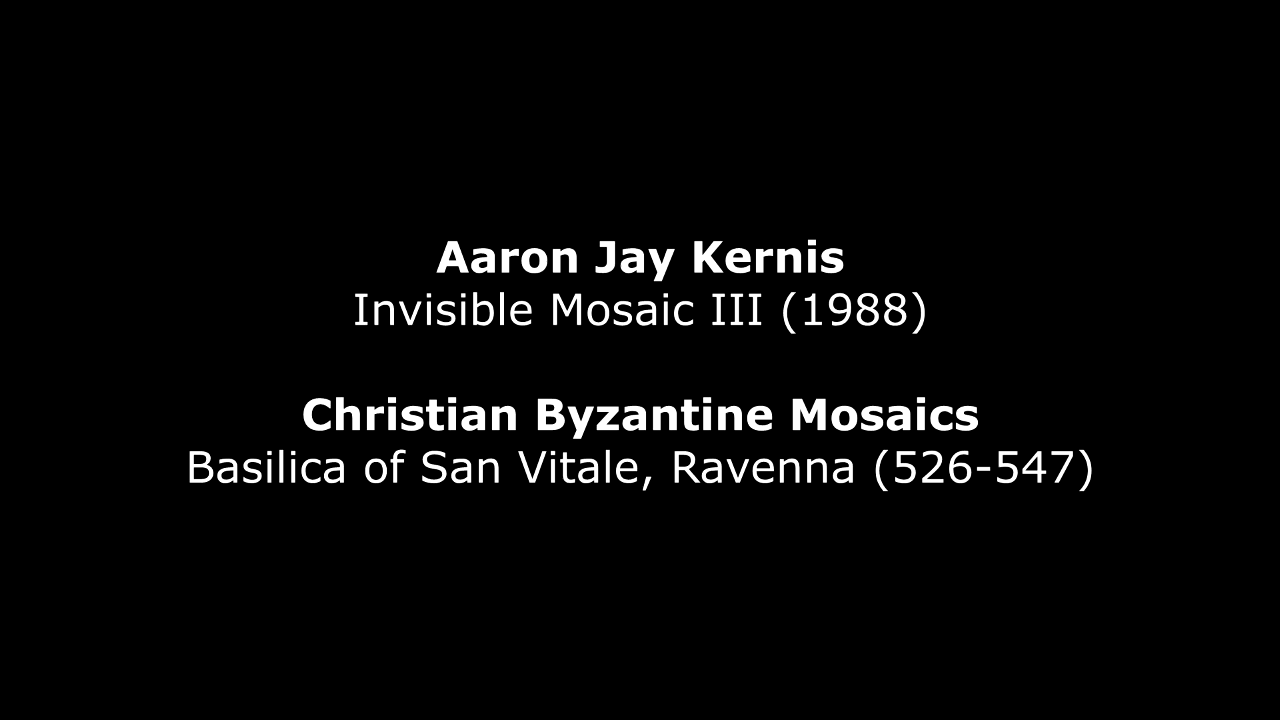 Aaron Jay Kernis
Invisible Mosaic III (1988)
Christian Byzantine Mosaics
Basilica of San Vitale, Ravenna (526-547)